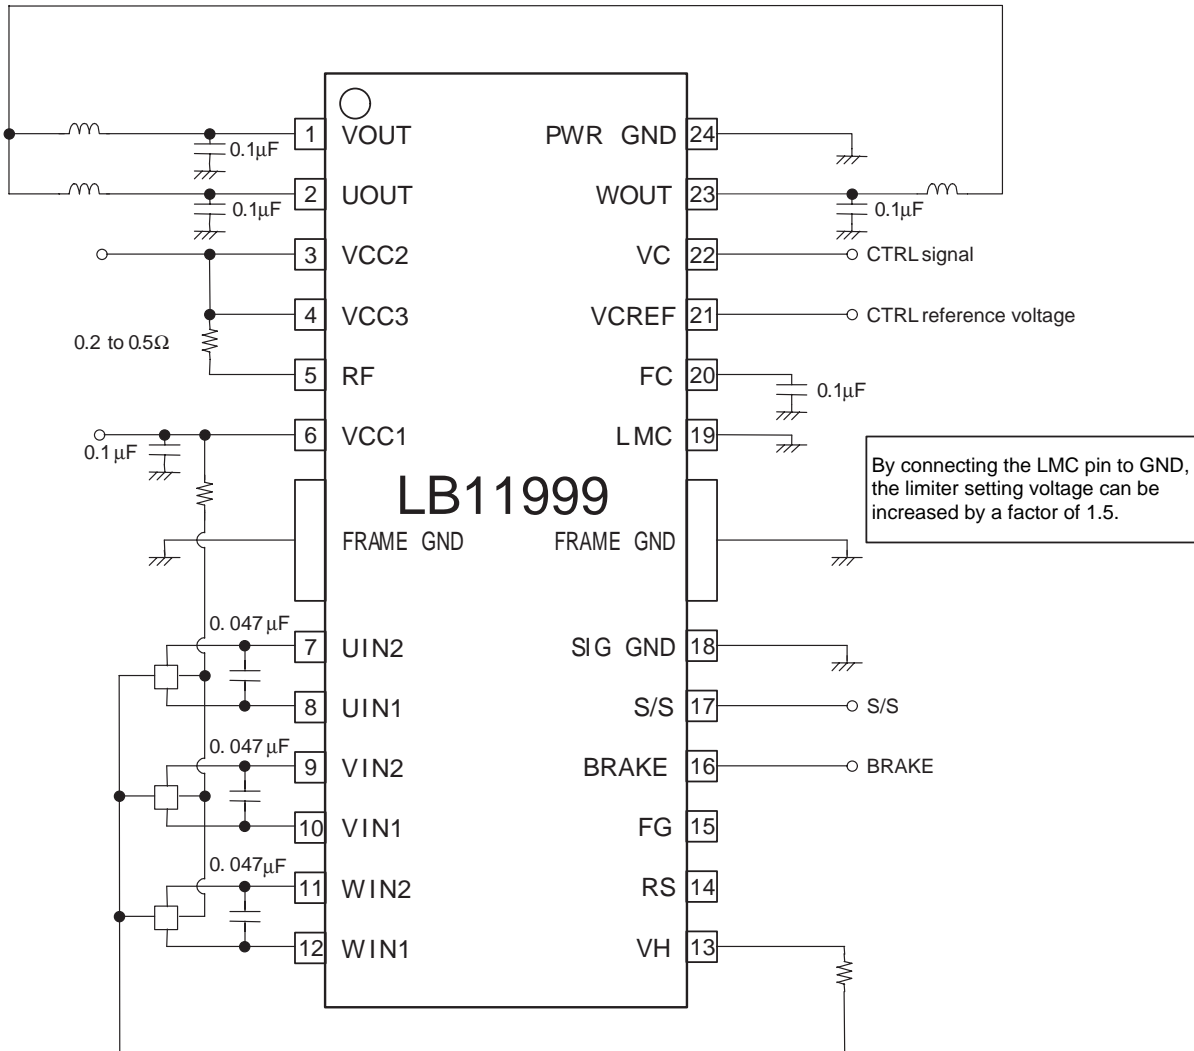 1 VOUT PWR GND 24
0.1μF
2 UOUT WOUT 23
0.1μF 0.1μF
3 VCC2 VC 22 CTRL signal
4 VCC3 VCREF 21 CTRL reference voltage
0.2 to 0.5Ω
5 RF FC 20
0.1μF
6 VCC1 LMC 19
0.1 μF
By connecting the LMC pin to GND,
the limiter setting voltage can be
increased by a factor of 1.5.
LB11999
FRAME GND FRAME GND
0. 047 μF
7 UIN2 SIG GND 18
8 UIN1 S/S 17 S/S
0. 047 μF
9 VIN2 BRAKE 16 BRAKE
10 VIN1 FG 15
0. 047μF
11 WIN2 RS 14
12 WIN1 VH 13